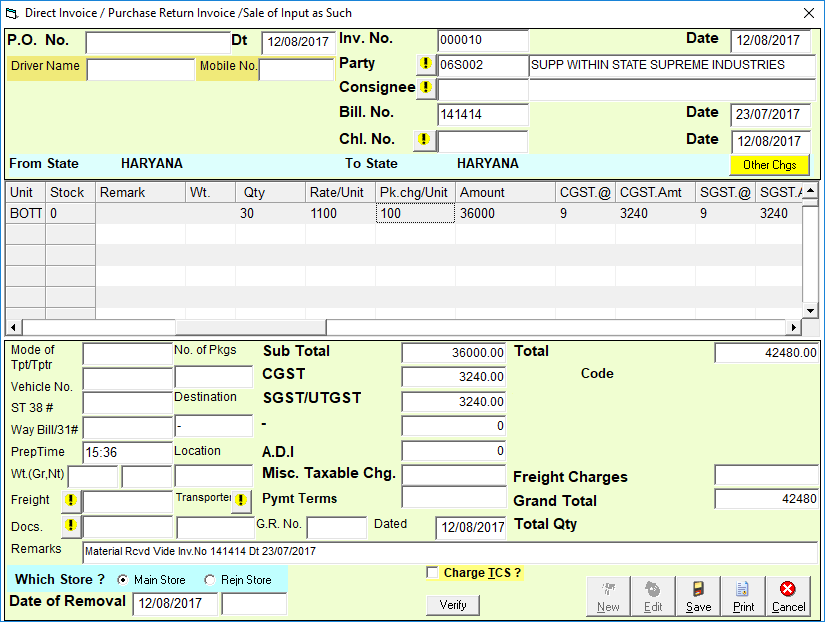 Direct Invoice / Purchase Return Invoice /Sale of Input as Such
P.O. No. Dt 12/08/2017 Inv. No. 000010 Date 12/08/2017
Driver Name Mobile No. Party ! 06S002 SUPP WITHIN STATE SUPREME INDUSTRIES
Consignee !
Bill. No. 141414 Date 23/07/2017
Chl. No. ! Date 12/08/2017
From State HARYANA To State HARYANA Other Chgs
Unit Stock Remark Wt. Qty Rate/Unit Pk.chg/Unit Amount CGST.@ CGST.Amt SGST.@ SGST.A
BOTT 0 30 1100 100 36000 9 3240 9 3240
Mode of Tpt/Tptr No. of Pkgs Sub Total 36000.00 Total 42480.00
Vehicle No. CGST 3240.00 Code
ST 38 # Destination SGST/UTGST 3240.00
Way Bill/31# - - 0
PrepTime 15:36 Location A.D.I 0
Wt.(Gr,Nt) Misc. Taxable Chg. Freight Charges
Freight ! Transporter ! Pymt Terms Grand Total 42480
Docs. ! G.R. No. Dated 12/08/2017 Total Qty
Remarks Material Rcvd Vide Inv.No 141414 Dt 23/07/2017
Which Store ? Main Store Rejn Store Charge TCS ?
Date of Removal 12/08/2017 Verify New Edit Save Print Cancel